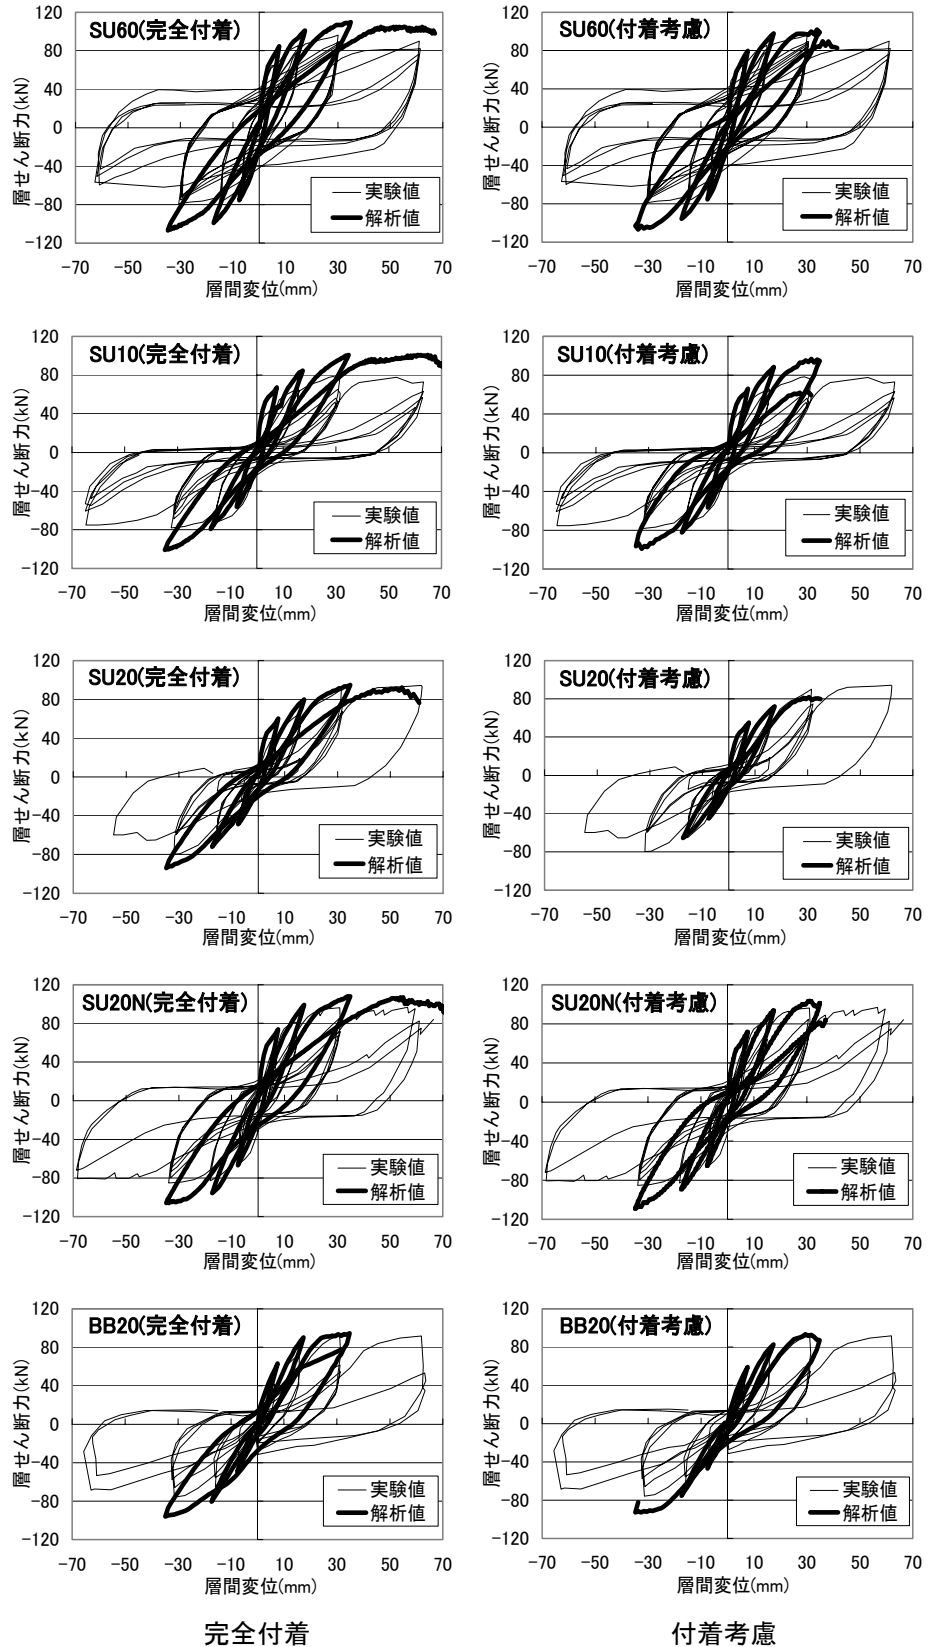 SU60(完全付着)
層せん断力(kN)
120
80
40
0
−40
−80
−120
実験値
解析値
−70 −50 −30 −10 10 30 50 70
層間変位(mm)
SU60(付着考慮)
層せん断力(kN)
120
80
40
0
−40
−80
−120
実験値
解析値
−70 −50 −30 −10 10 30 50 70
層間変位(mm)
SU10(完全付着)
層せん断力(kN)
120
80
40
0
−40
−80
−120
実験値
解析値
−70 −50 −30 −10 10 30 50 70
層間変位(mm)
SU10(付着考慮)
層せん断力(kN)
120
80
40
0
−40
−80
−120
実験値
解析値
−70 −50 −30 −10 10 30 50 70
層間変位(mm)
SU20(完全付着)
層せん断力(kN)
120
80
40
0
−40
−80
−120
実験値
解析値
−70 −50 −30 −10 10 30 50 70
層間変位(mm)
SU20(付着考慮)
層せん断力(kN)
120
80
40
0
−40
−80
−120
実験値
解析値
−70 −50 −30 −10 10 30 50 70
層間変位(mm)
SU20N(完全付着)
層せん断力(kN)
120
80
40
0
−40
−80
−120
実験値
解析値
−70 −50 −30 −10 10 30 50 70
層間変位(mm)
SU20N(付着考慮)
層せん断力(kN)
120
80
40
0
−40
−80
−120
実験値
解析値
−70 −50 −30 −10 10 30 50 70
層間変位(mm)
BB20(完全付着)
層せん断力(kN)
120
80
40
0
−40
−80
−120
実験値
解析値
−70 −50 −30 −10 10 30 50 70
層間変位(mm)
BB20(付着考慮)
層せん断力(kN)
120
80
40
0
−40
−80
−120
実験値
解析値
−70 −50 −30 −10 10 30 50 70
層間変位(mm)
完全付着
付着考慮